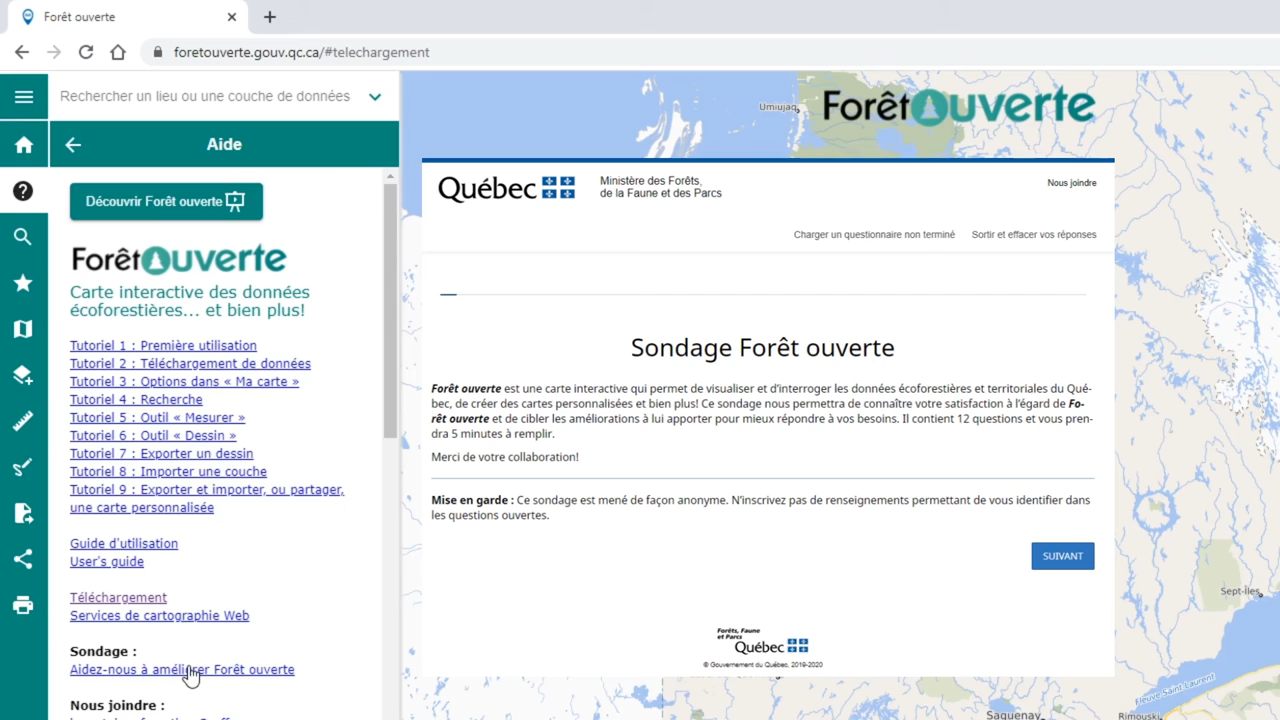 Forêt ouverte
foretouverte.gouv.qc.ca/#telechargement
Rechercher un lieu ou une couche de données
Aide
Découvrir Forêt ouverte
ForêtOuverte
Carte interactive des données
écoforestières... et bien plus!
Tutoriel 1 : Première utilisation
Tutoriel 2 : Téléchargement de données
Tutoriel 3 : Options dans « Ma carte »
Tutoriel 4 : Recherche
Tutoriel 5 : Outil « Mesurer »
Tutoriel 6 : Outil « Dessin »
Tutoriel 7 : Exporter un dessin
Tutoriel 8 : Importer une couche
Tutoriel 9 : Exporter et importer, ou partager,
une carte personnalisée
Guide d'utilisation
User's guide
Téléchargement
Services de cartographie Web
Sondage :
Aidez-nous à améliorer Forêt ouverte
Nous joindre :
Umiujaq
ForêtOuverte
Québec
Ministère des Forêts,
de la Faune et des Parcs
Nous joindre
Charger un questionnaire non terminé
Sortir et effacer vos réponses
Sondage Forêt ouverte
Forêt ouverte est une carte interactive qui permet de visualiser et d'interroger les données écoforestières et territoriales du Qué-
bec, de créer des cartes personnalisées et bien plus! Ce sondage nous permettra de connaître votre satisfaction à l'égard de Fo-
rêt ouverte et de cibler les améliorations à lui apporter pour mieux répondre à vos besoins. Il contient 12 questions et vous pren-
dra 5 minutes à remplir.
Merci de votre collaboration!
Mise en garde : Ce sondage est mené de façon anonyme. N'inscrivez pas de renseignements permettant de vous identifier dans
les questions ouvertes.
SUIVANT
Forêts, Faune
et Parcs
Québec
© Gouvernement du Québec, 2019-2020
Sept-Îles
Fleuve Saint-Laurent
Saguenay
Rimouski